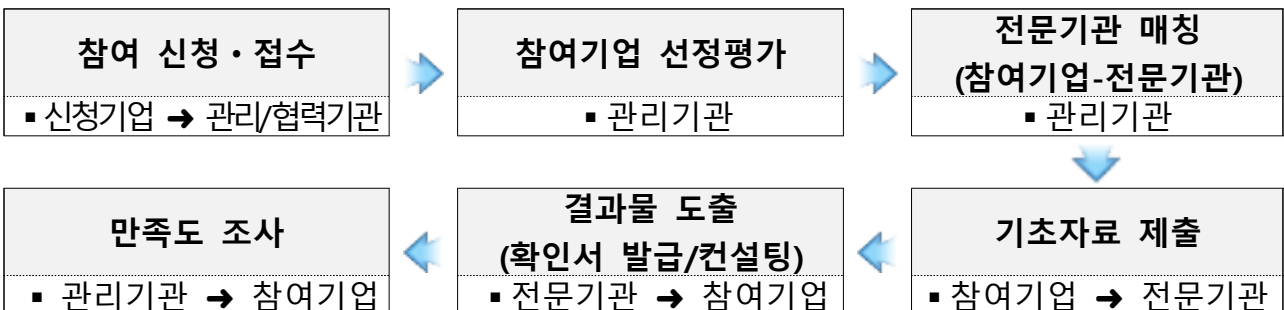 참여 신청・접수
▪ 신청기업 ➜ 관리/협력기관
참여기업 선정평가
▪ 관리기관
전문기관 매칭
(참여기업-전문기관)
▪ 관리기관
기초자료 제출
▪ 참여기업 ➜ 전문기관
결과물 도출
(확인서 발급/컨설팅)
▪ 전문기관 ➜ 참여기업
만족도 조사
▪ 관리기관 ➜ 참여기업